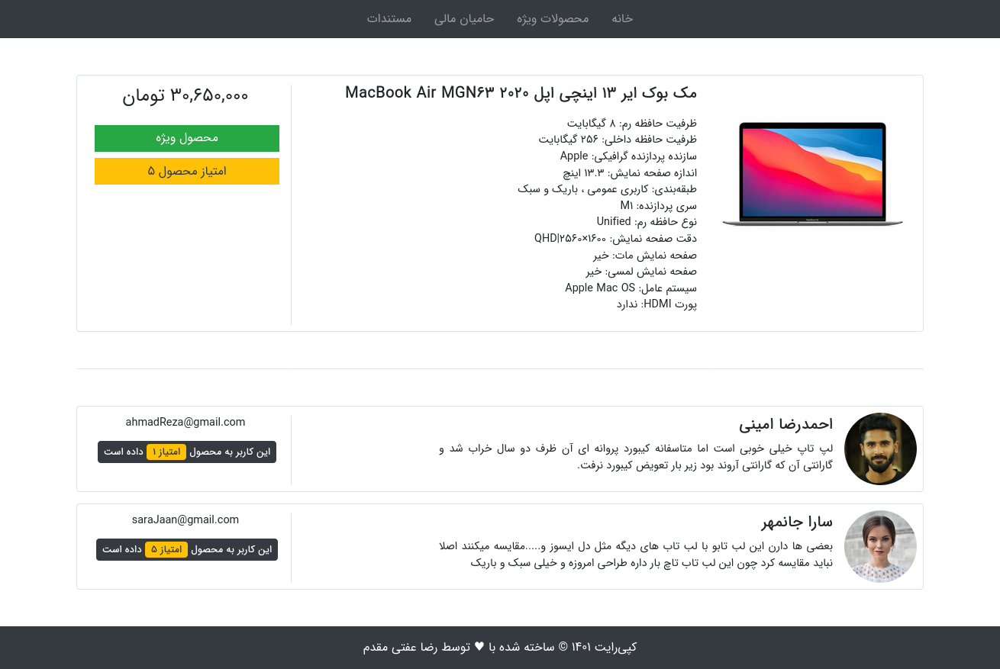 خانه
محصولات ویژه
حامیان مالی
مستندات
مک بوک ایر ۱۳ اینچی اپل ۲۰۲۰ MacBook Air MGN۶۳
ظرفیت حافظه رم: ۸ گیگابایت
ظرفیت حافظه داخلی: ۲۵۶ گیگابایت
سازنده پردازنده گرافیکی: Apple
اندازه صفحه نمایش: ۱۳.۳ اینچ
طبقه‌بندی: کاربری عمومی ، باریک و سبک
سری پردازنده: M۱
نوع حافظه رم: Unified
دقت صفحه نمایش: ۱۶۰۰×۲۵۶۰|QHD
صفحه نمایش مات: خیر
صفحه نمایش لمسی: خیر
سیستم عامل: Apple Mac OS
پورت HDMI: ندارد
۳۰,۶۵۰,۰۰۰ تومان
محصول ویژه
امتیاز محصول ۵
احمدرضا امینی
لپ تاپ خیلی خوبی است اما متاسفانه کیبورد پروانه ای آن ظرف دو سال خراب شد و
گارانتی آن که گارانتی آروند بود زیر بار تعویض کیبورد نرفت.
ahmadReza@gmail.com
این کاربر به محصول امتیاز ۱ داده است
سارا جانمهر
بعضی ها دارن این لب تابو با لب تاب های دیگه مثل دل ایسوز و.....مقایسه میکنند اصلا
نباید مقایسه کرد چون این لب تاب تاچ بار داره طراحی امروزه و خیلی سبک و باریک
saraJaan@gmail.com
این کاربر به محصول امتیاز ۵ داده است
کپی‌رایت ۱۴۰۱ © ساخته شده با ♥ توسط رضا عفتی مقدم